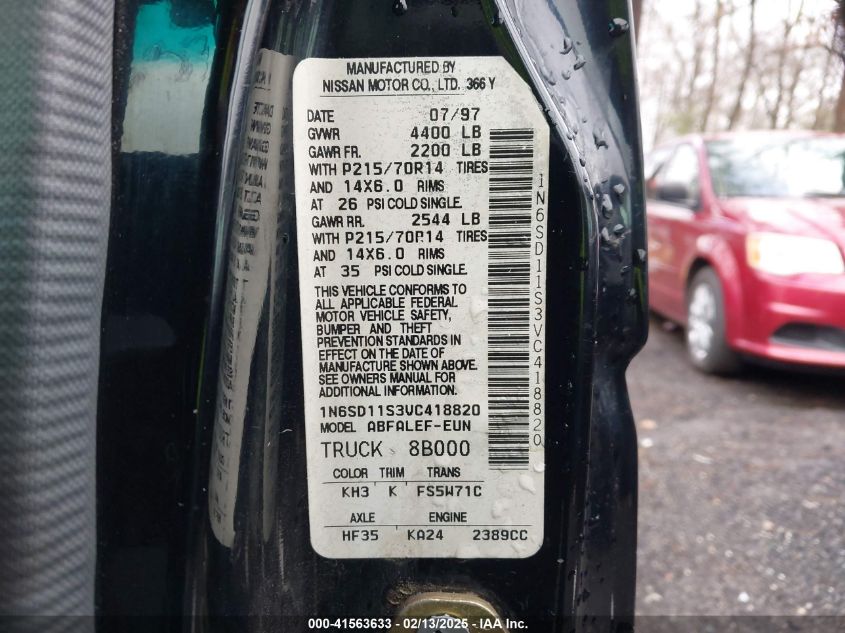 MANUFACTURED BY
NISSAN MOTOR CO., LTD. 366Y
DATE 07/97
GVWR 4400 LB
GAWR FR. 2200 LB
WITH P215/70R14 TIRES
AND 14X6.0 RIMS
AT 26 PSI COLD SINGLE.
GAWR RR. 2544 LB
WITH P215/70R14 TIRES
AND 14X6.0 RIMS
AT 35 PSI COLD SINGLE.
THIS VEHICLE CONFORMS TO
ALL APPLICABLE FEDERAL
MOTOR VEHICLE SAFETY,
BUMPER AND THEFT
PREVENTION STANDARDS IN
EFFECT ON THE DATE OF
MANUFACTURE SHOWN ABOVE.
SEE OWNERS MANUAL FOR
ADDITIONAL INFORMATION.
1N6SD11S3VC418820
MODEL ABFALEF-EUN
TRUCK 8B000
COLOR TRIM TRANS
KH3 K FS5W71C
AXLE ENGINE
HF35 KA24 2389CC
1N6SD11S3VC418820
000-41563633 / 02/13/2025 - IAA Inc.